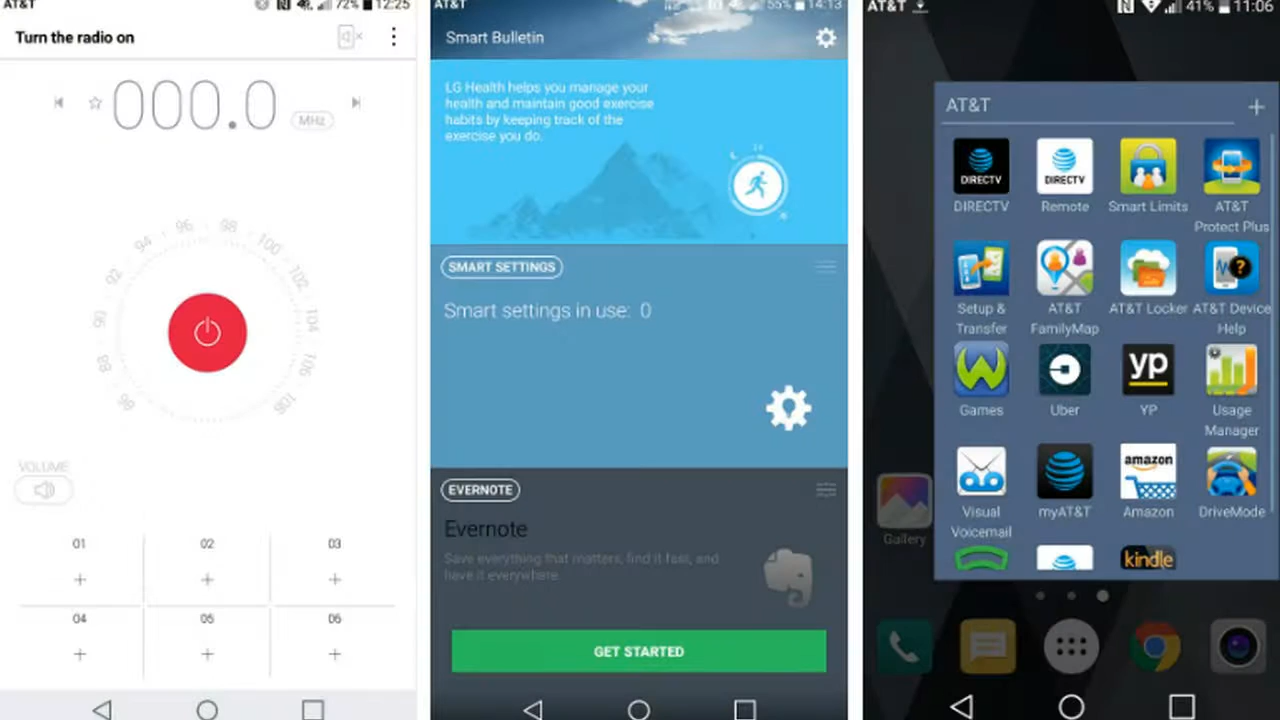 AT&T
72%
12:25
Turn the radio on
000.0
MHz
86
88
90
92
94
96
98
100
102
104
106
108
VOLUME
01
02
03
+
+
+
04
05
06
+
+
+
AT&T
55%
14:13
Smart Bulletin
LG Health helps you manage your
health and maintain good exercise
habits by keeping track of the
exercise you do.
SMART SETTINGS
Smart settings in use: 0
EVERNOTE
Evernote
Save everything that matters, find it fast, and
have it everywhere.
GET STARTED
AT&T
41%
11:06
AT&T
+
DIRECTV
DIRECTV
DIRECTV
Remote
Smart Limits
AT&T
Protect Plus
Setup &
Transfer
AT&T
FamilyMap
AT&T Locker
AT&T Device
Help
yp
Games
Uber
YP
Usage
Manager
amazon
Visual
Voicemail
myAT&T
Amazon
DriveMode
kindle
Gallery